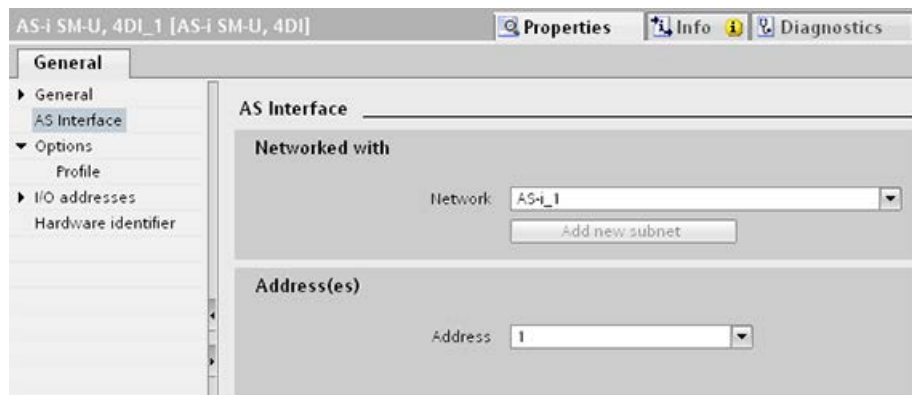 AS-i SM-U, 4DI_1 [AS-i SM-U, 4DI]
Properties
Info
Diagnostics
General
General
AS Interface
Options
Profile
I/O addresses
Hardware identifier
AS Interface
Networked with
Network AS-i_1
Add new subnet
Address(es)
Address 1